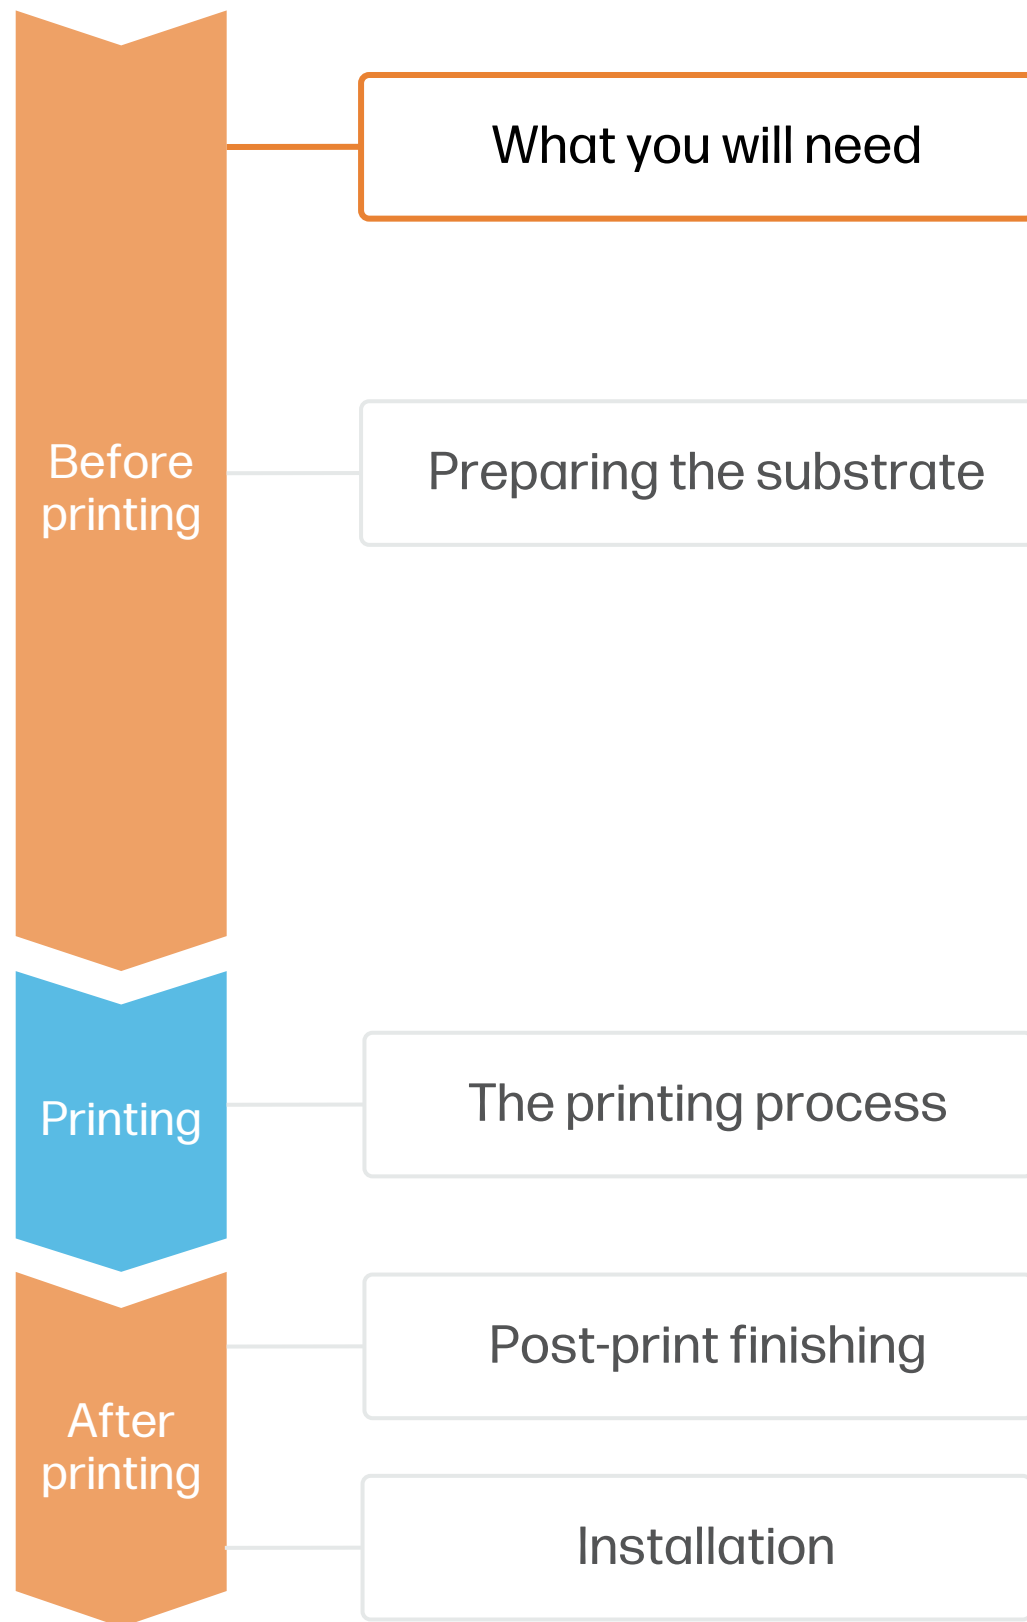 What you will need
Before
printing
Preparing the substrate
Printing
The printing process
After
printing
Post-print finishing
Installation